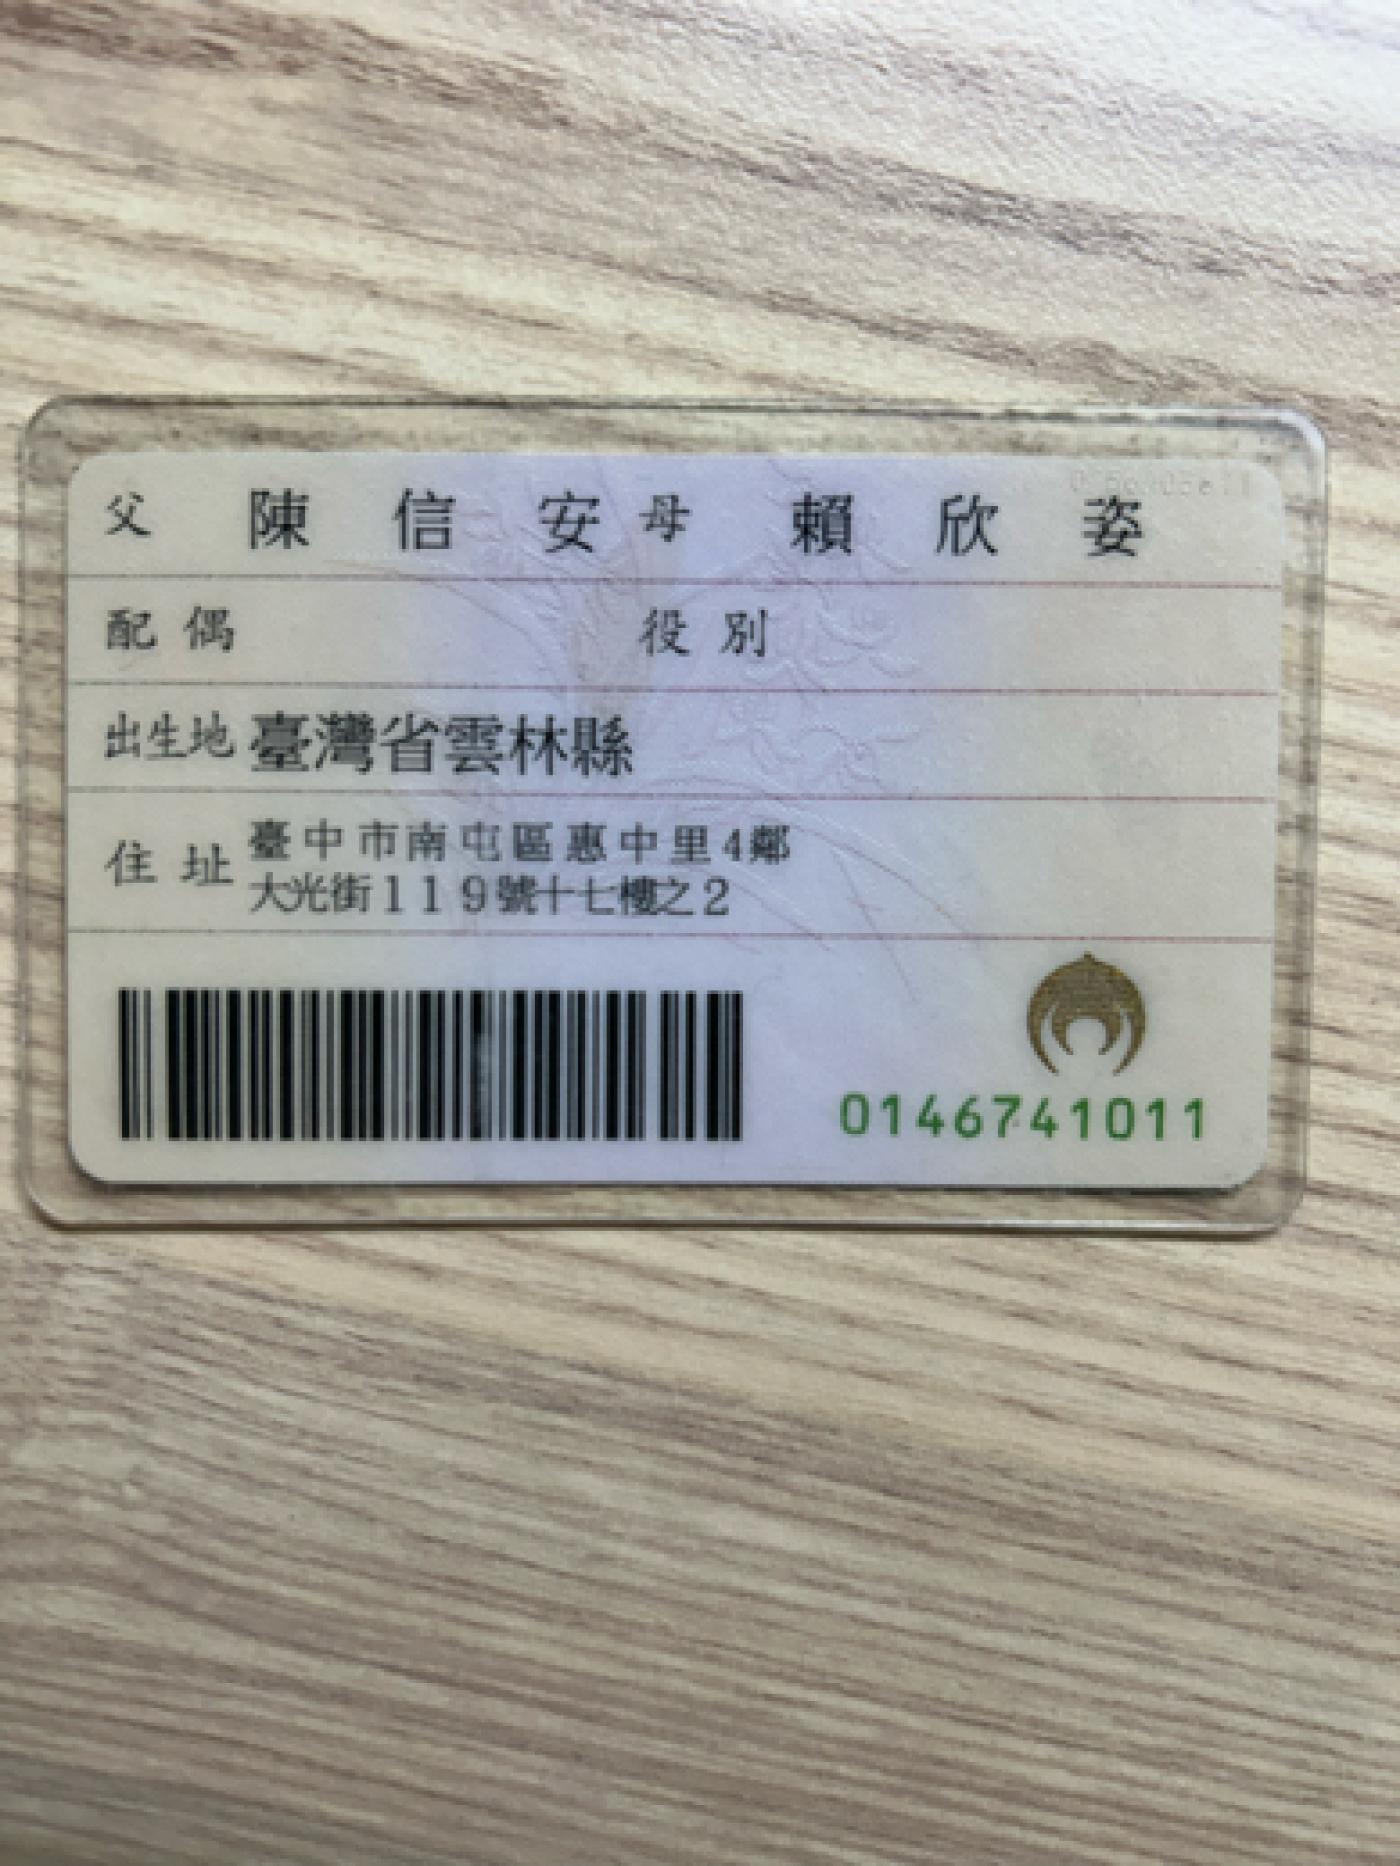 父 陳信安 母 賴欣姿
配偶 役別
出生地 臺灣省雲林縣
住址 臺中市南屯區惠中里4鄰
大光街119號十七樓之2
0146741011